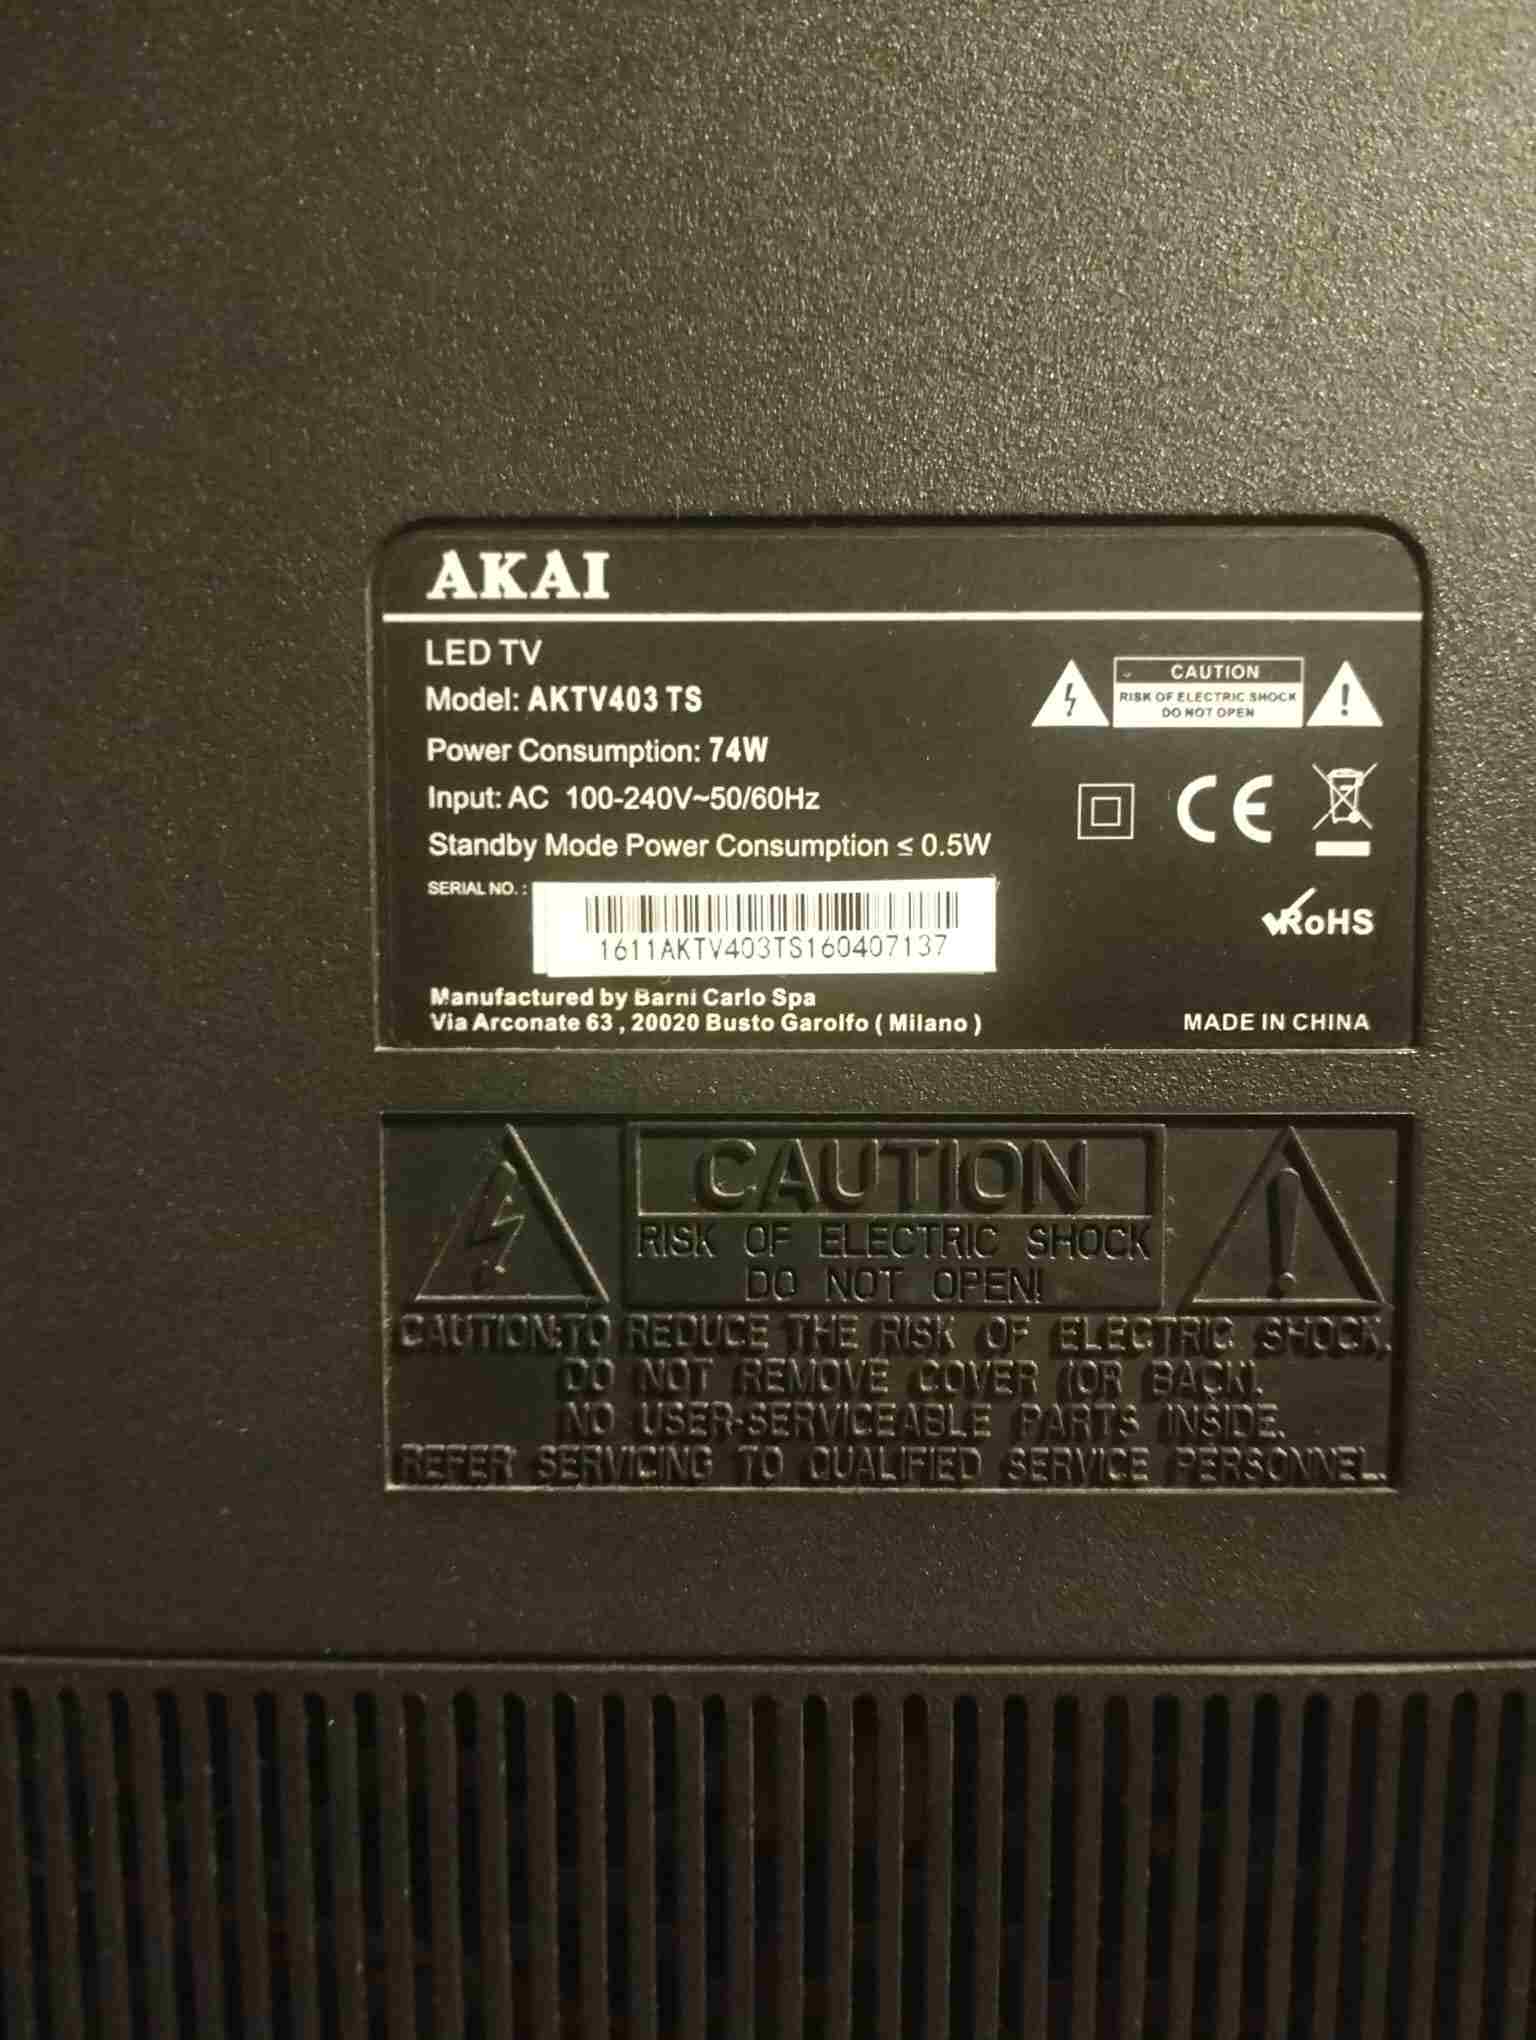 AKAI
LED TV
Model: AKTV403 TS
Power Consumption: 74W
Input: AC 100-240V~50/60Hz
Standby Mode Power Consumption ≤ 0.5W
SERIAL NO. :
1611AKTV403TS160407137
Manufactured by Barni Carlo Spa
Via Arconate 63 , 20020 Busto Garolfo ( Milano )
CAUTION
RISK OF ELECTRIC SHOCK
DO NOT OPEN
CE
RoHS
MADE IN CHINA
CAUTION
RISK OF ELECTRIC SHOCK
DO NOT OPEN!
CAUTION:TO REDUCE THE RISK OF ELECTRIC SHOCK,
DO NOT REMOVE COVER (OR BACK).
NO USER-SERVICEABLE PARTS INSIDE.
REFER SERVICING TO QUALIFIED SERVICE PERSONNEL.